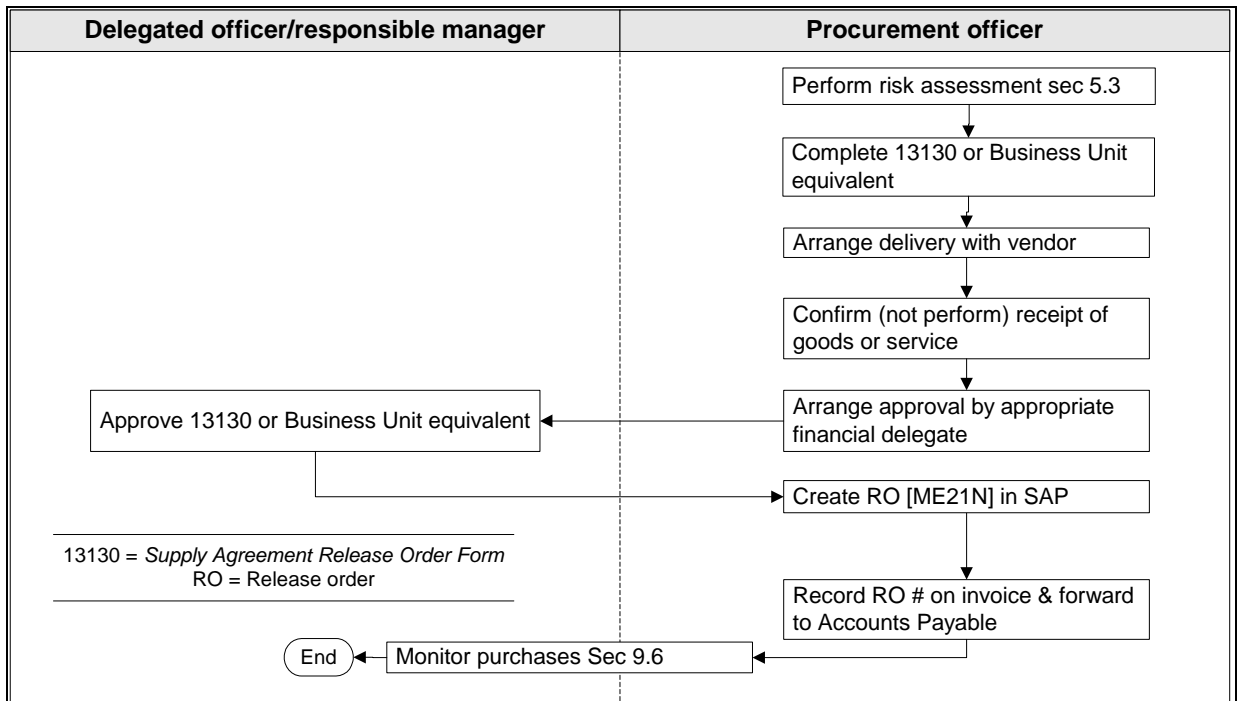 Delegated officer/responsible manager
Procurement officer
Perform risk assessment sec 5.3
Complete 13130 or Business Unit
equivalent
Arrange delivery with vendor
Confirm (not perform) receipt of
goods or service
Approve 13130 or Business Unit equivalent
Arrange approval by appropriate
financial delegate
Create RO [ME21N] in SAP
13130 = Supply Agreement Release Order Form
RO = Release order
Record RO # on invoice & forward
to Accounts Payable
End
Monitor purchases Sec 9.6